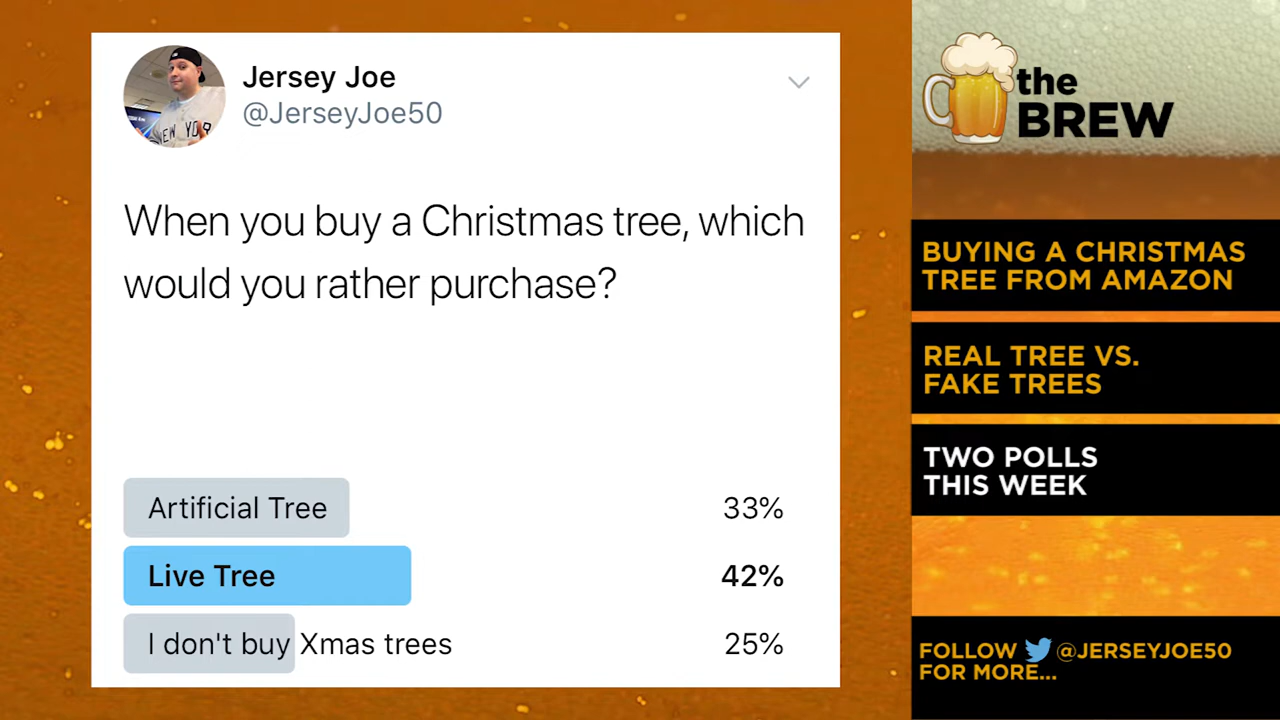 Jersey Joe
@JerseyJoe50
When you buy a Christmas tree, which
would you rather purchase?
Artificial Tree 33%
Live Tree 42%
I don't buy Xmas trees 25%
the
BREW
BUYING A CHRISTMAS
TREE FROM AMAZON
REAL TREE VS.
FAKE TREES
TWO POLLS
THIS WEEK
FOLLOW @JERSEYJOE50
FOR MORE...